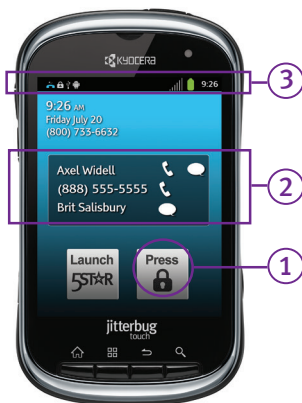 KYOCERA
9:26
3
9:26 AM
Friday July 20
(800) 733-6632
Axel Widell
(888) 555-5555
Brit Salisbury
2
Launch
5STAR
Press
1
jitterbug
touch